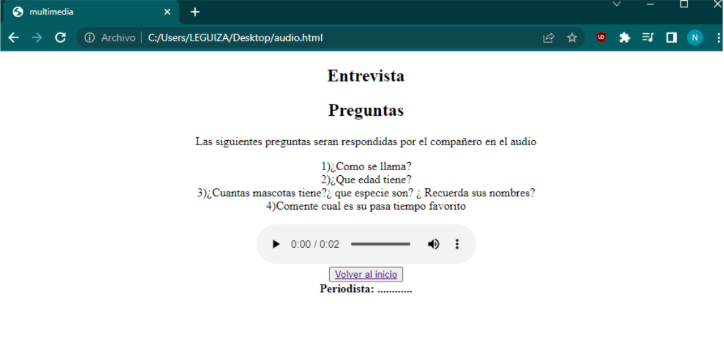 multimedia
Archivo | C:/Users/LEGUIZA/Desktop/audio.html
N
Entrevista
Preguntas
Las siguientes preguntas seran respondidas por el compañero en el audio
1)¿Como se llama?
2)¿Que edad tiene?
3)¿Cuantas mascotas tiene?¿ que especie son? ¿ Recuerda sus nombres?
4)Comente cual es su pasa tiempo favorito
0:00 / 0:02
Volver al inicio
Periodista: ............